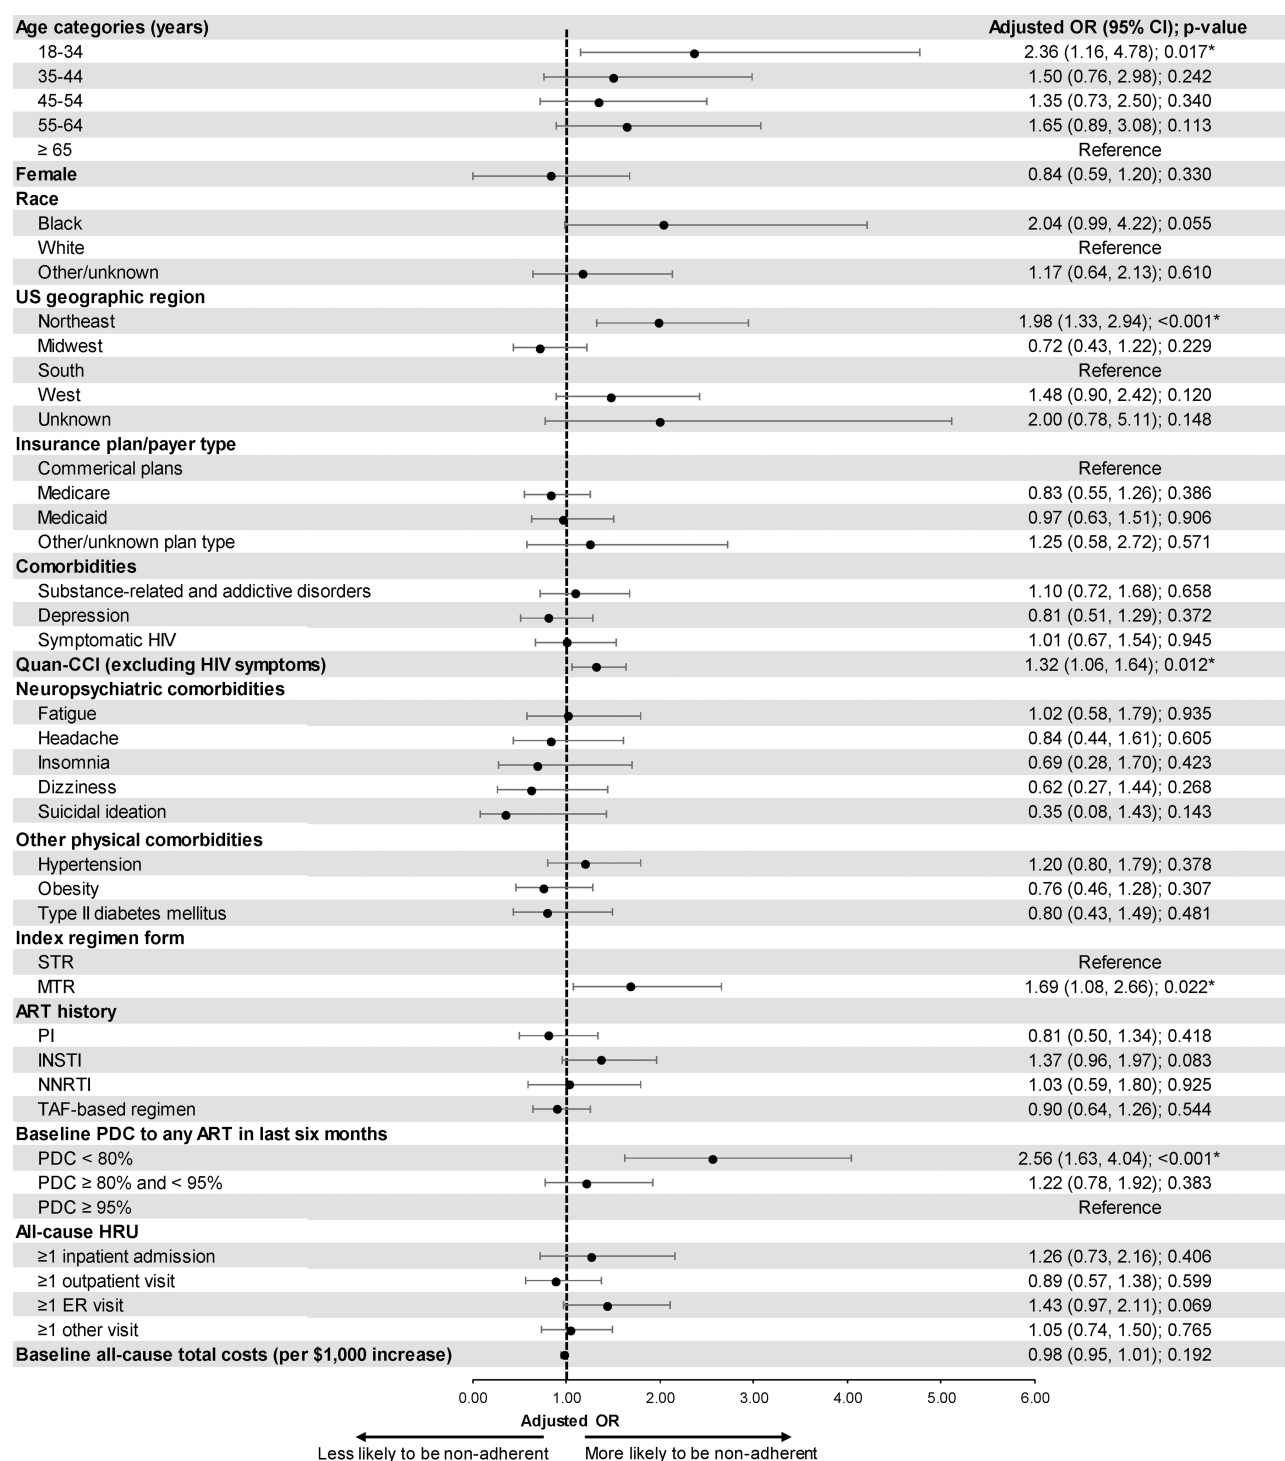 Age categories (years) Adjusted OR (95% CI); p-value
18-34 2.36 (1.16, 4.78); 0.017*
35-44 1.50 (0.76, 2.98); 0.242
45-54 1.35 (0.73, 2.50); 0.340
55-64 1.65 (0.89, 3.08); 0.113
≥ 65 Reference
Female 0.84 (0.59, 1.20); 0.330
Race
Black 2.04 (0.99, 4.22); 0.055
White Reference
Other/unknown 1.17 (0.64, 2.13); 0.610
US geographic region
Northeast 1.98 (1.33, 2.94); <0.001*
Midwest 0.72 (0.43, 1.22); 0.229
South Reference
West 1.48 (0.90, 2.42); 0.120
Unknown 2.00 (0.78, 5.11); 0.148
Insurance plan/payer type
Commerical plans Reference
Medicare 0.83 (0.55, 1.26); 0.386
Medicaid 0.97 (0.63, 1.51); 0.906
Other/unknown plan type 1.25 (0.58, 2.72); 0.571
Comorbidities
Substance-related and addictive disorders 1.10 (0.72, 1.68); 0.658
Depression 0.81 (0.51, 1.29); 0.372
Symptomatic HIV 1.01 (0.67, 1.54); 0.945
Quan-CCI (excluding HIV symptoms) 1.32 (1.06, 1.64); 0.012*
Neuropsychiatric comorbidities
Fatigue 1.02 (0.58, 1.79); 0.935
Headache 0.84 (0.44, 1.61); 0.605
Insomnia 0.69 (0.28, 1.70); 0.423
Dizziness 0.62 (0.27, 1.44); 0.268
Suicidal ideation 0.35 (0.08, 1.43); 0.143
Other physical comorbidities
Hypertension 1.20 (0.80, 1.79); 0.378
Obesity 0.76 (0.46, 1.28); 0.307
Type II diabetes mellitus 0.80 (0.43, 1.49); 0.481
Index regimen form
STR Reference
MTR 1.69 (1.08, 2.66); 0.022*
ART history
PI 0.81 (0.50, 1.34); 0.418
INSTI 1.37 (0.96, 1.97); 0.083
NNRTI 1.03 (0.59, 1.80); 0.925
TAF-based regimen 0.90 (0.64, 1.26); 0.544
Baseline PDC to any ART in last six months
PDC < 80% 2.56 (1.63, 4.04); <0.001*
PDC ≥ 80% and < 95% 1.22 (0.78, 1.92); 0.383
PDC ≥ 95% Reference
All-cause HRU
≥1 inpatient admission 1.26 (0.73, 2.16); 0.406
≥1 outpatient visit 0.89 (0.57, 1.38); 0.599
≥1 ER visit 1.43 (0.97, 2.11); 0.069
≥1 other visit 1.05 (0.74, 1.50); 0.765
Baseline all-cause total costs (per $1,000 increase) 0.98 (0.95, 1.01); 0.192
0.00 1.00 2.00 3.00 4.00 5.00 6.00
Adjusted OR
Less likely to be non-adherent More likely to be non-adherent